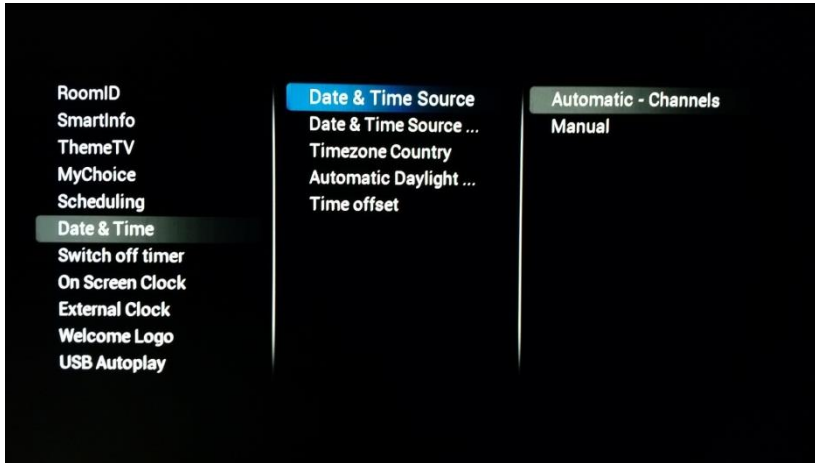 RoomID
SmartInfo
ThemeTV
MyChoice
Scheduling
Date & Time
Switch off timer
On Screen Clock
External Clock
Welcome Logo
USB Autoplay
Date & Time Source
Date & Time Source ...
Timezone Country
Automatic Daylight ...
Time offset
Automatic - Channels
Manual